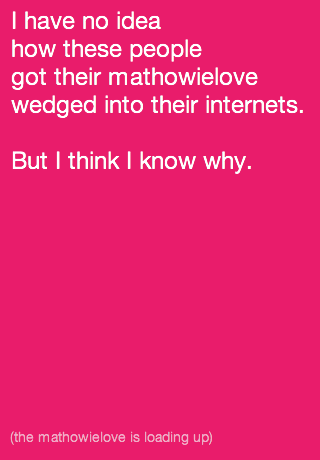 I have no idea
how these people
got their mathowielove
wedged into their internets.
But I think I know why.
(the mathowielove is loading up)